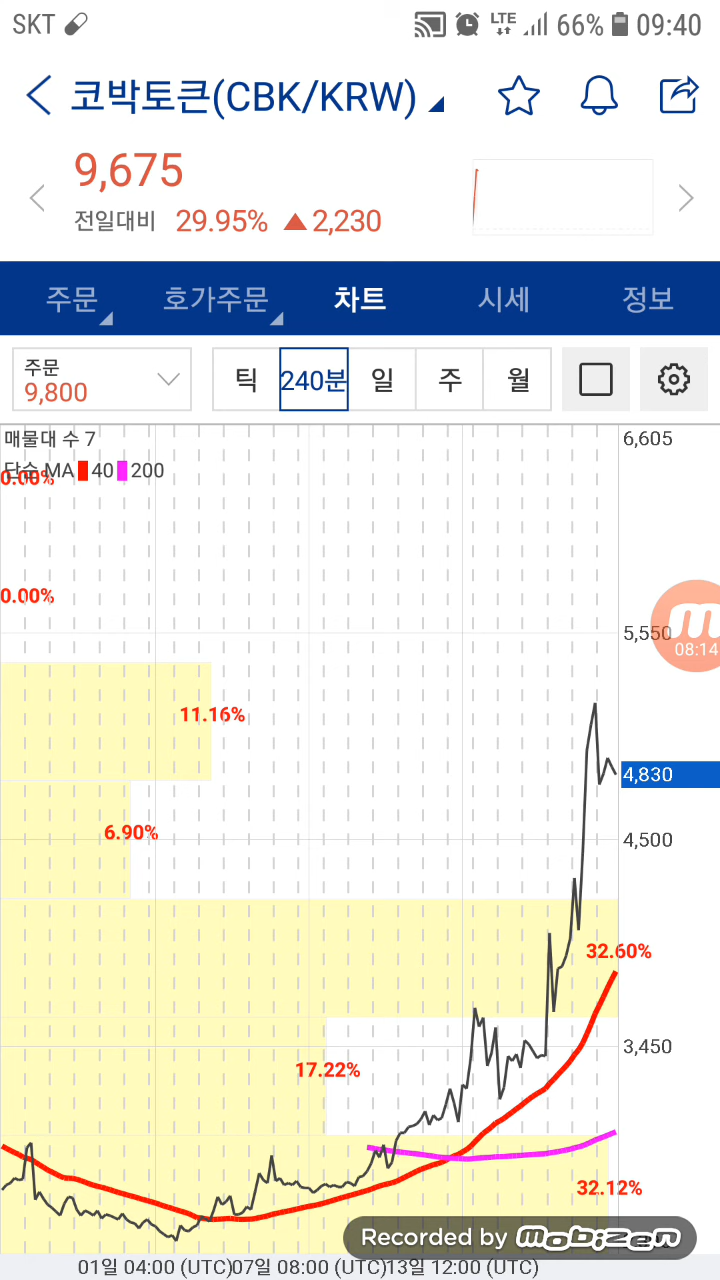 SKT LTE 66% 09:40
코박토큰(CBK/KRW)
9,675
전일대비 29.95% ▲2,230
주문 호가주문 차트 시세 정보
주문
9,800
틱 240분 일 주 월
매물대 수 7
6,605
단순 MA 40 200
0.00%
0.00%
5,550
08:14
11.16%
4,830
6.90%
4,500
32.60%
3,450
17.22%
32.12%
Recorded by mobizen
01일 04:00 (UTC)07일 08:00 (UTC)13일 12:00 (UTC)